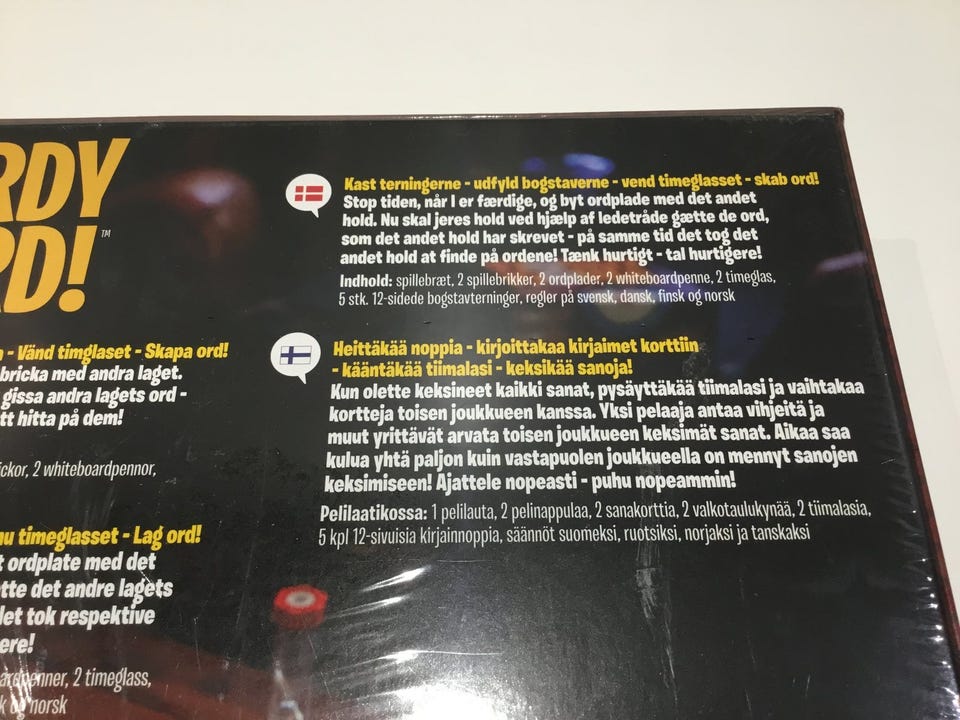 RDY
RD!™
- Vänd timglaset - Skapa ord!
bricka med andra laget.
gissa andra lagets ord -
tt hitta på dem!
ickor, 2 whiteboardpennor,
nu timeglasset - Lag ord!
t ordplate med det
tte det andre lagets
det tok respektive
ere!
ardpenner, 2 timeglass,
k og norsk
Kast terningerne - udfyld bogstaverne - vend timeglasset - skab ord!
Stop tiden, når I er færdige, og byt ordplade med det andet
hold. Nu skal jeres hold ved hjælp af ledetråde gætte de ord,
som det andet hold har skrevet - på samme tid det tog det
andet hold at finde på ordene! Tænk hurtigt - tal hurtigere!
Indhold: spillebræt, 2 spillebrikker, 2 ordplader, 2 whiteboardpenne, 2 timeglas,
5 stk. 12-sidede bogstavterninger, regler på svensk, dansk, finsk og norsk
Heittäkää noppia - kirjoittakaa kirjaimet korttiin
- kääntäkää tiimalasi - keksikää sanoja!
Kun olette keksineet kaikki sanat, pysäyttäkää tiimalasi ja vaihtakaa
kortteja toisen joukkueen kanssa. Yksi pelaaja antaa vihjeitä ja
muut yrittävät arvata toisen joukkueen keksimät sanat. Aikaa saa
kulua yhtä paljon kuin vastapuolen joukkueella on mennyt sanojen
keksimiseen! Ajattele nopeasti - puhu nopeammin!
Pelilaatikossa: 1 pelilauta, 2 pelinappulaa, 2 sanakorttia, 2 valkotaulukynää, 2 tiimalasia,
5 kpl 12-sivuisia kirjainnoppia, säännöt suomeksi, ruotsiksi, norjaksi ja tanskaksi